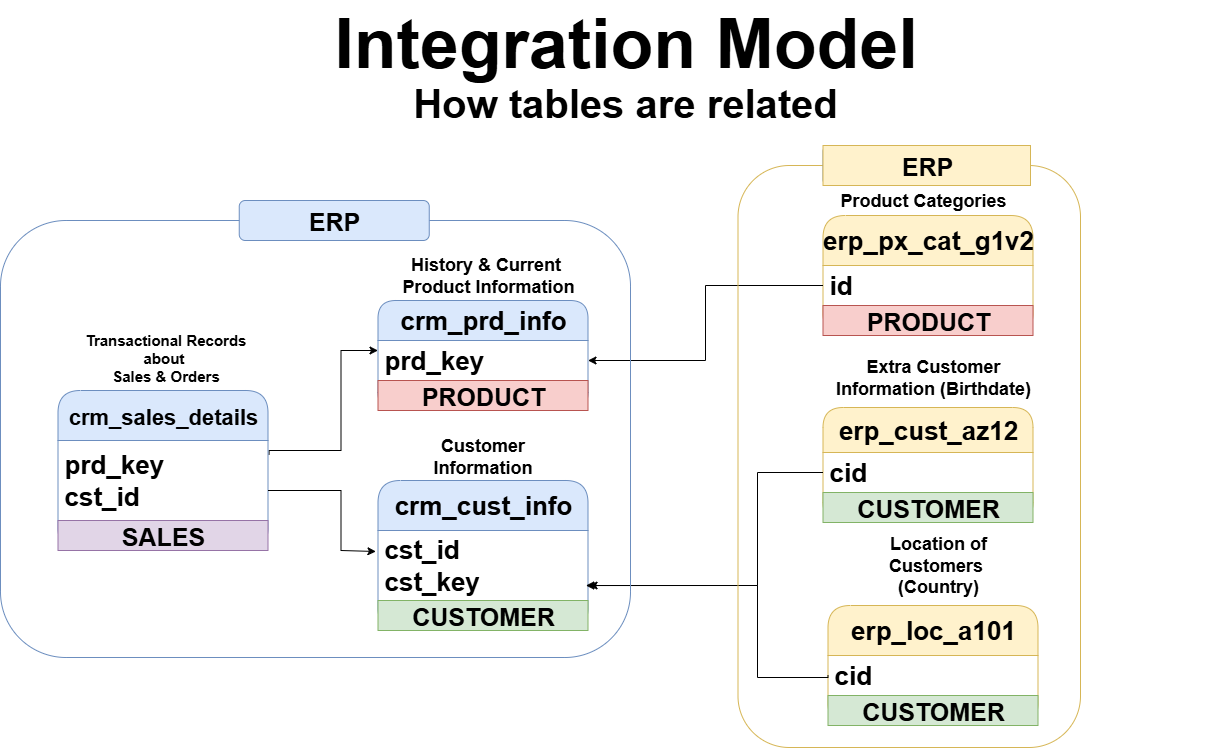 Integration Model
How tables are related
ERP
History & Current
Product Information
crm_prd_info
prd_key
PRODUCT
Transactional Records
about
Sales & Orders
crm_sales_details
prd_key
cst_id
SALES
Customer
Information
crm_cust_info
cst_id
cst_key
CUSTOMER
ERP
Product Categories
erp_px_cat_g1v2
id
PRODUCT
Extra Customer
Information (Birthdate)
erp_cust_az12
cid
CUSTOMER
Location of
Customers
(Country)
erp_loc_a101
cid
CUSTOMER